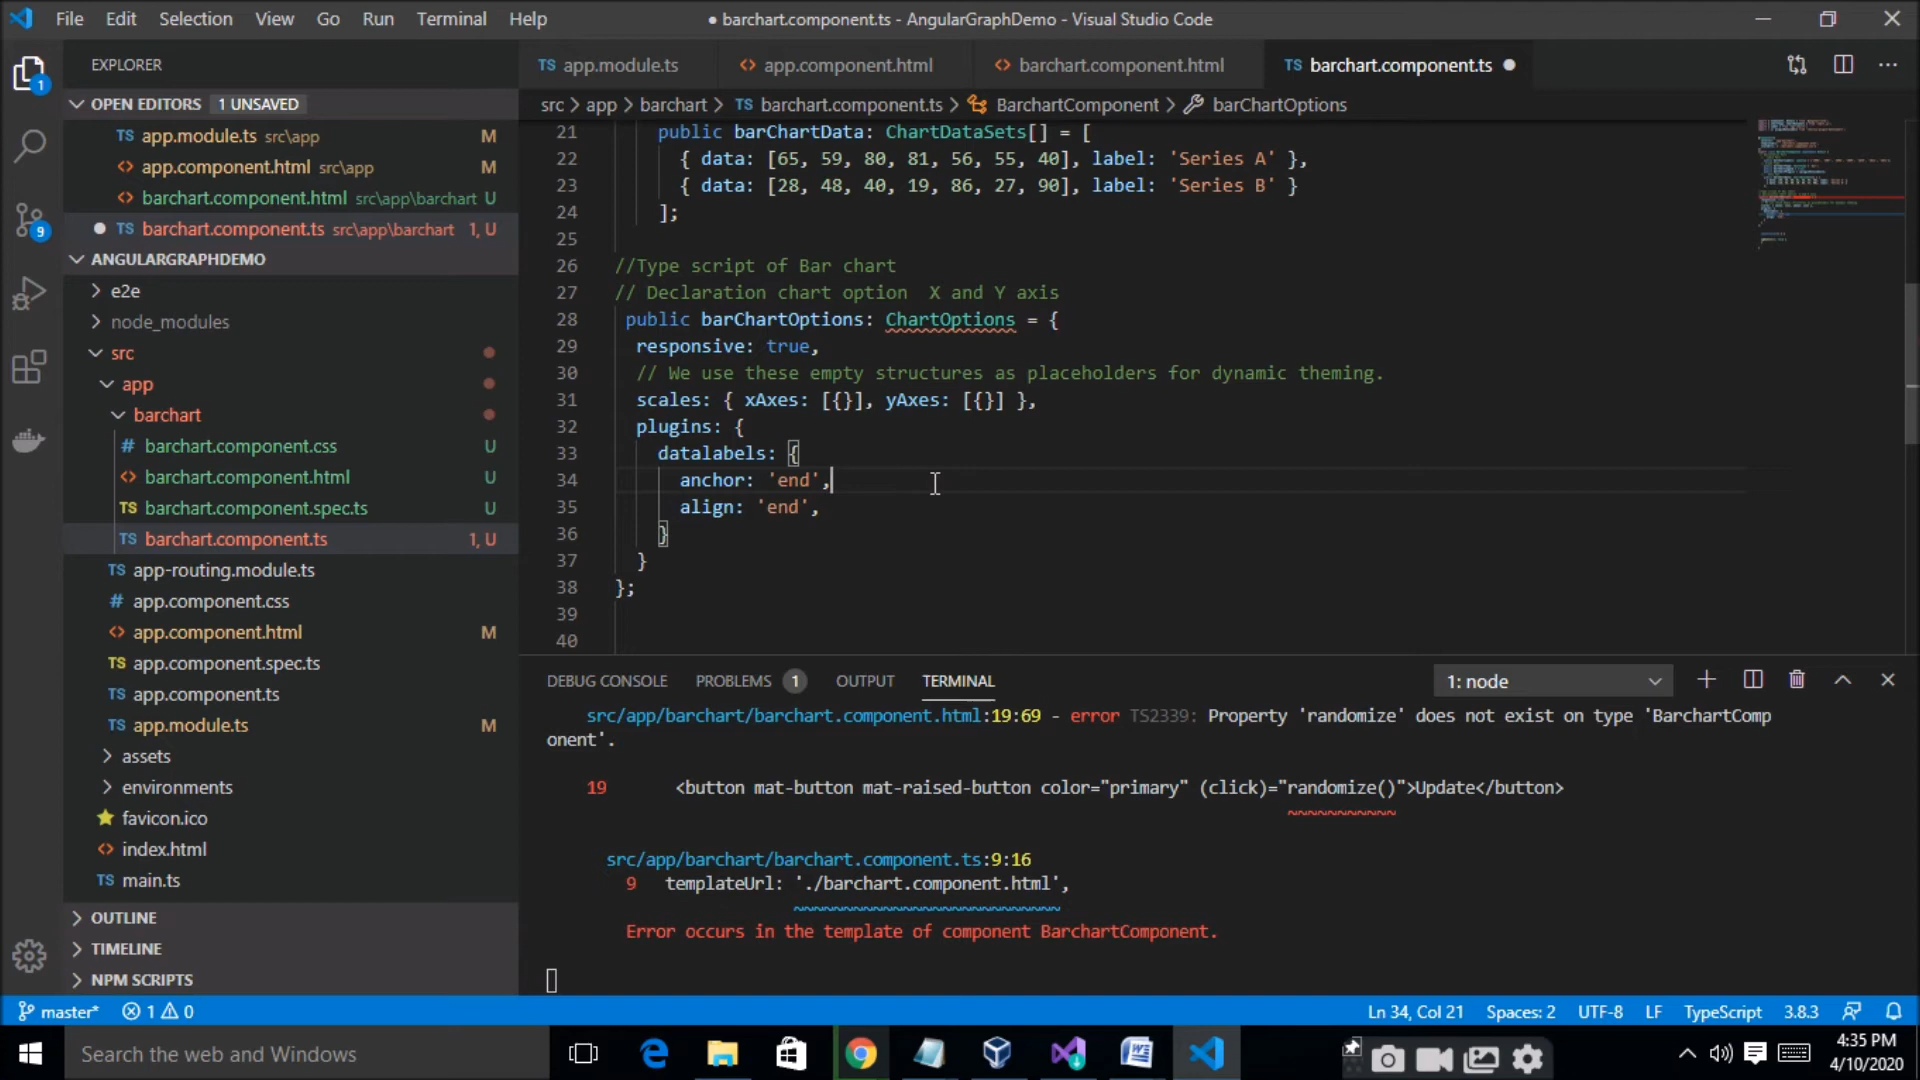 File Edit Selection View Go Run Terminal Help
● barchart.component.ts - AngularGraphDemo - Visual Studio Code
EXPLORER
OPEN EDITORS 1 UNSAVED
TS app.module.ts src\app M
<> app.component.html src\app M
<> barchart.component.html src\app\barchart U
● TS barchart.component.ts src\app\barchart 1, U
ANGULARGRAPHDEMO
e2e
node_modules
src
app
barchart
# barchart.component.css U
<> barchart.component.html U
TS barchart.component.spec.ts U
TS barchart.component.ts 1, U
TS app-routing.module.ts
# app.component.css
<> app.component.html M
TS app.component.spec.ts
TS app.component.ts
TS app.module.ts M
assets
environments
favicon.ico
<> index.html
TS main.ts
OUTLINE
TIMELINE
NPM SCRIPTS
1
9
TS app.module.ts <> app.component.html <> barchart.component.html TS barchart.component.ts ●
src > app > barchart > TS barchart.component.ts > BarchartComponent > barChartOptions
21 public barChartData: ChartDataSets[] = [
22 { data: [65, 59, 80, 81, 56, 55, 40], label: 'Series A' },
23 { data: [28, 48, 40, 19, 86, 27, 90], label: 'Series B' }
24 ];
25
26 //Type script of Bar chart
27 // Declaration chart option  X and Y axis
28 public barChartOptions: ChartOptions = {
29 responsive: true,
30 // We use these empty structures as placeholders for dynamic theming.
31 scales: { xAxes: [{}], yAxes: [{}] },
32 plugins: {
33 datalabels: {
34 anchor: 'end',
35 align: 'end',
36 }
37 }
38 };
39
40
DEBUG CONSOLE PROBLEMS 1 OUTPUT TERMINAL 1: node
src/app/barchart/barchart.component.html:19:69 - error TS2339: Property 'randomize' does not exist on type 'BarchartComp
onent'.
19 <button mat-button mat-raised-button color="primary" (click)="randomize()">Update</button>
~~~~~~~~~~~
src/app/barchart/barchart.component.ts:9:16
9 templateUrl: './barchart.component.html',
~~~~~~~~~~~~~~~~~~~~~~~~~~~
Error occurs in the template of component BarchartComponent.
master* 1 0 Ln 34, Col 21 Spaces: 2 UTF-8 LF TypeScript 3.8.3
Search the web and Windows
4:35 PM
4/10/2020